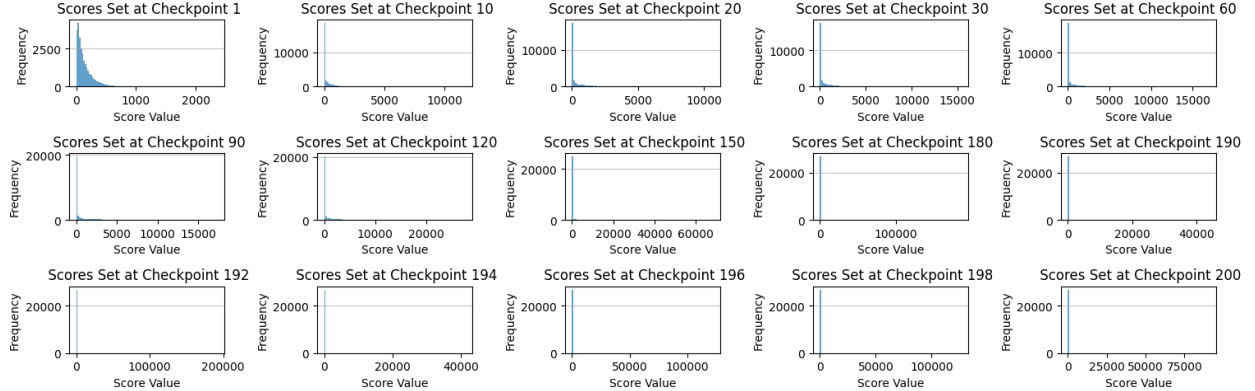 Scores Set at Checkpoint 1
Frequency
2500
0
0 1000 2000
Score Value
Scores Set at Checkpoint 10
Frequency
10000
0
0 5000 10000
Score Value
Scores Set at Checkpoint 20
Frequency
10000
0
0 5000 10000
Score Value
Scores Set at Checkpoint 30
Frequency
10000
0
0 5000 10000 15000
Score Value
Scores Set at Checkpoint 60
Frequency
10000
0
0 5000 10000 15000
Score Value
Scores Set at Checkpoint 90
Frequency
20000
0
0 5000 10000 15000
Score Value
Scores Set at Checkpoint 120
Frequency
20000
0
0 10000 20000
Score Value
Scores Set at Checkpoint 150
Frequency
20000
0
0 20000 40000 60000
Score Value
Scores Set at Checkpoint 180
Frequency
20000
0
0 100000
Score Value
Scores Set at Checkpoint 190
Frequency
20000
0
0 20000 40000
Score Value
Scores Set at Checkpoint 192
Frequency
20000
0
0 100000 200000
Score Value
Scores Set at Checkpoint 194
Frequency
20000
0
0 20000 40000
Score Value
Scores Set at Checkpoint 196
Frequency
20000
0
0 50000 100000
Score Value
Scores Set at Checkpoint 198
Frequency
20000
0
0 50000 100000
Score Value
Scores Set at Checkpoint 200
Frequency
20000
0
0 25000 50000 75000
Score Value